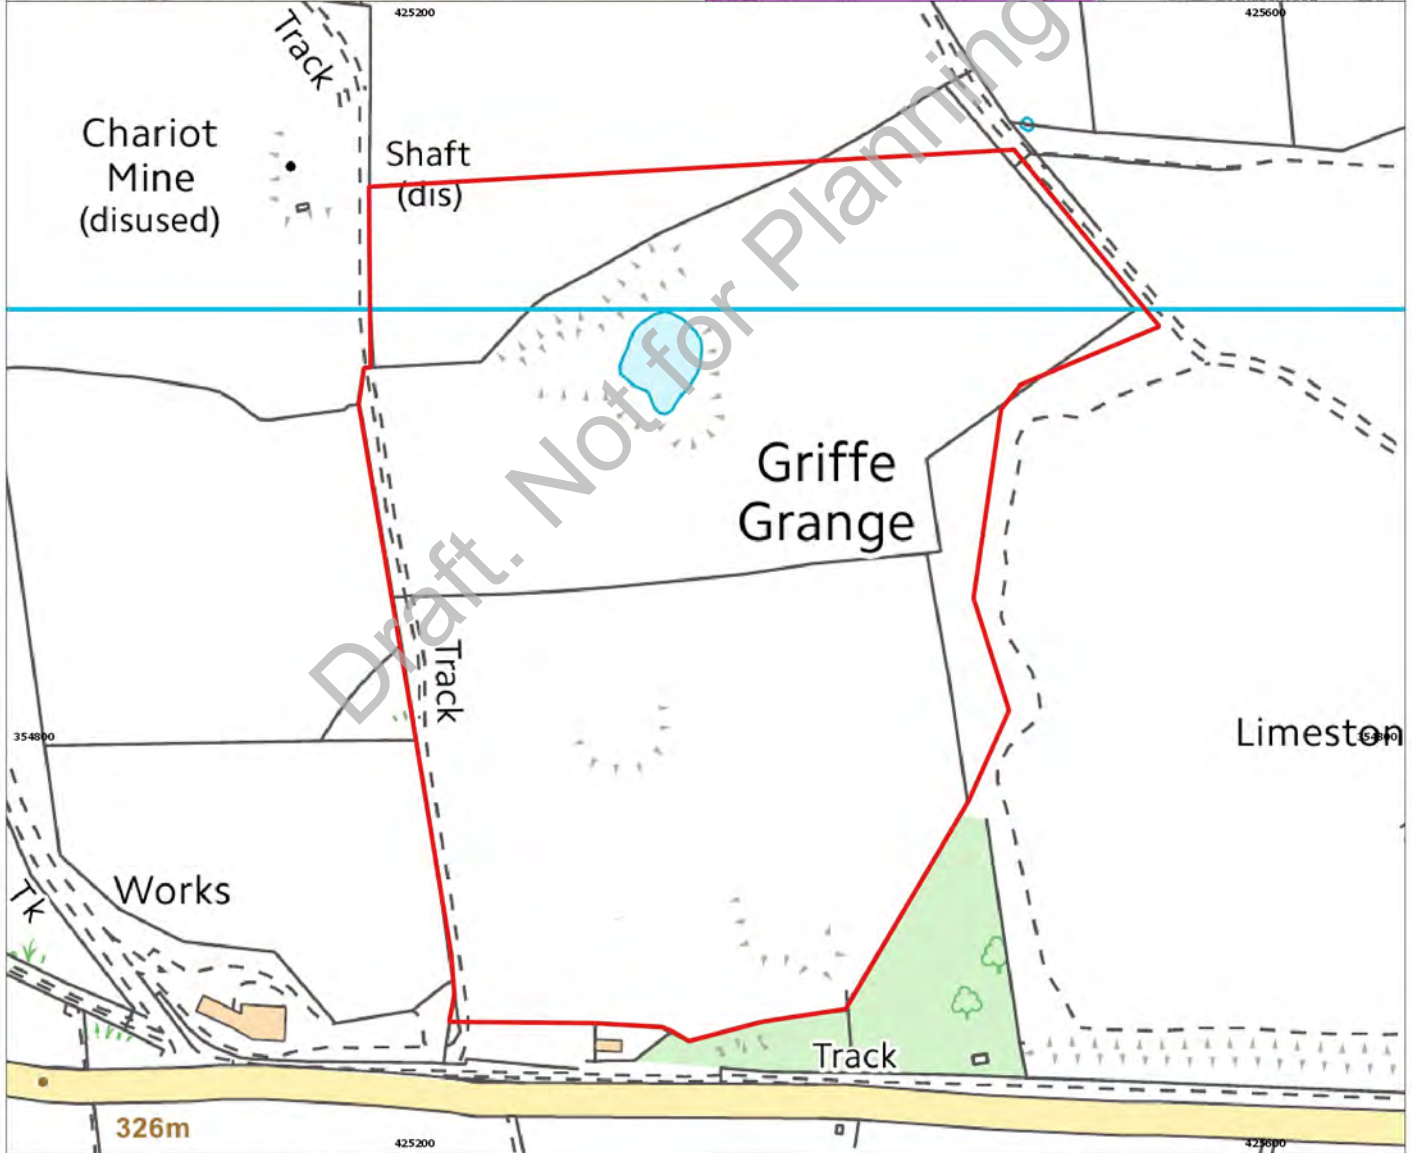 425200
425600
Track
Chariot
Mine
(disused)
Shaft
(dis)
Draft. Not for Planning
Griffe
Grange
Track
354800
Limeston
354800
Works
Tk
Track
326m
425200
425600